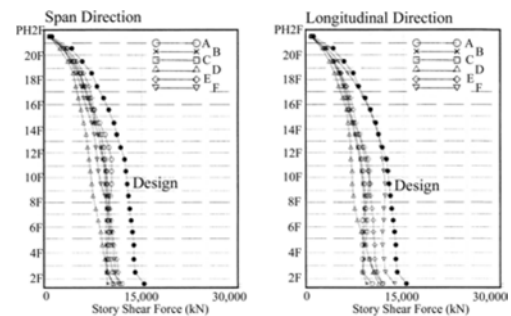 Span Direction
PH2F
20F
18F
16F
14F
12F
10F
8F
6F
4F
2F
A
B
C
D
E
F
Design
0
15,000
30,000
Story Shear Force (kN)
Longitudinal Direction
PH2F
20F
18F
16F
14F
12F
10F
8F
6F
4F
2F
A
B
C
D
E
F
Design
0
15,000
30,000
Story Shear Force (kN)